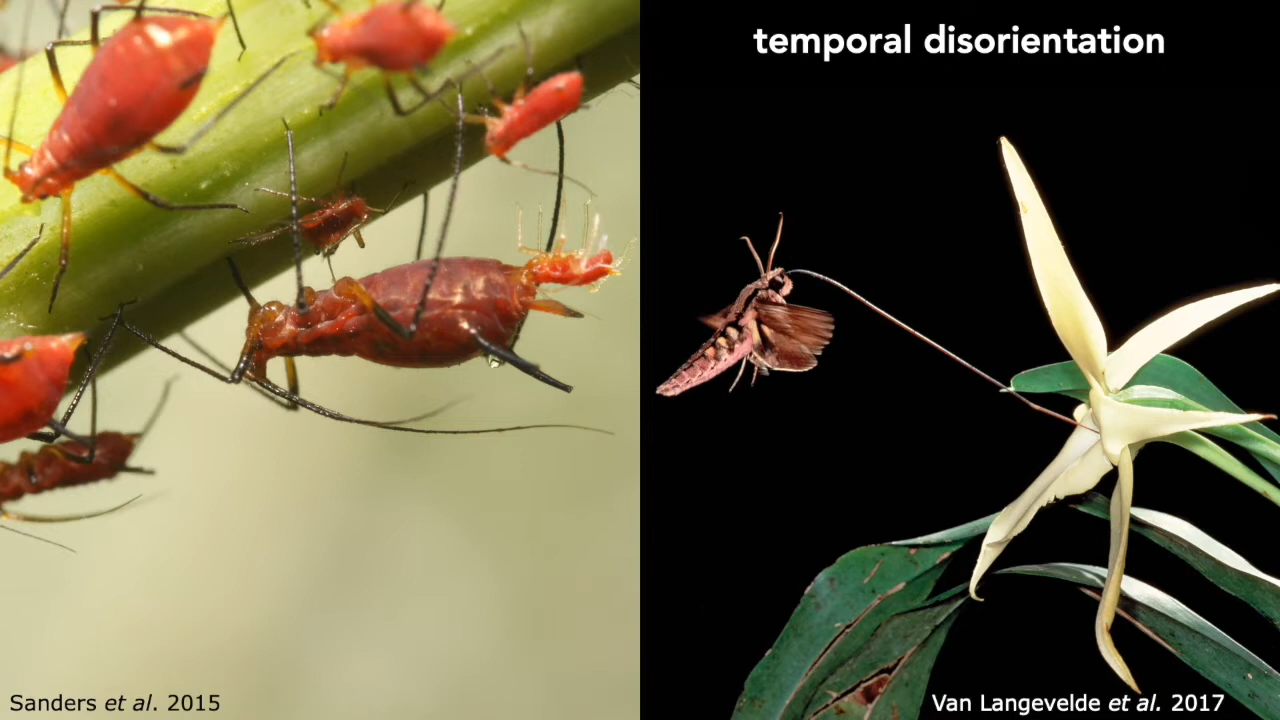 temporal disorientation
Sanders et al. 2015
Van Langevelde et al. 2017